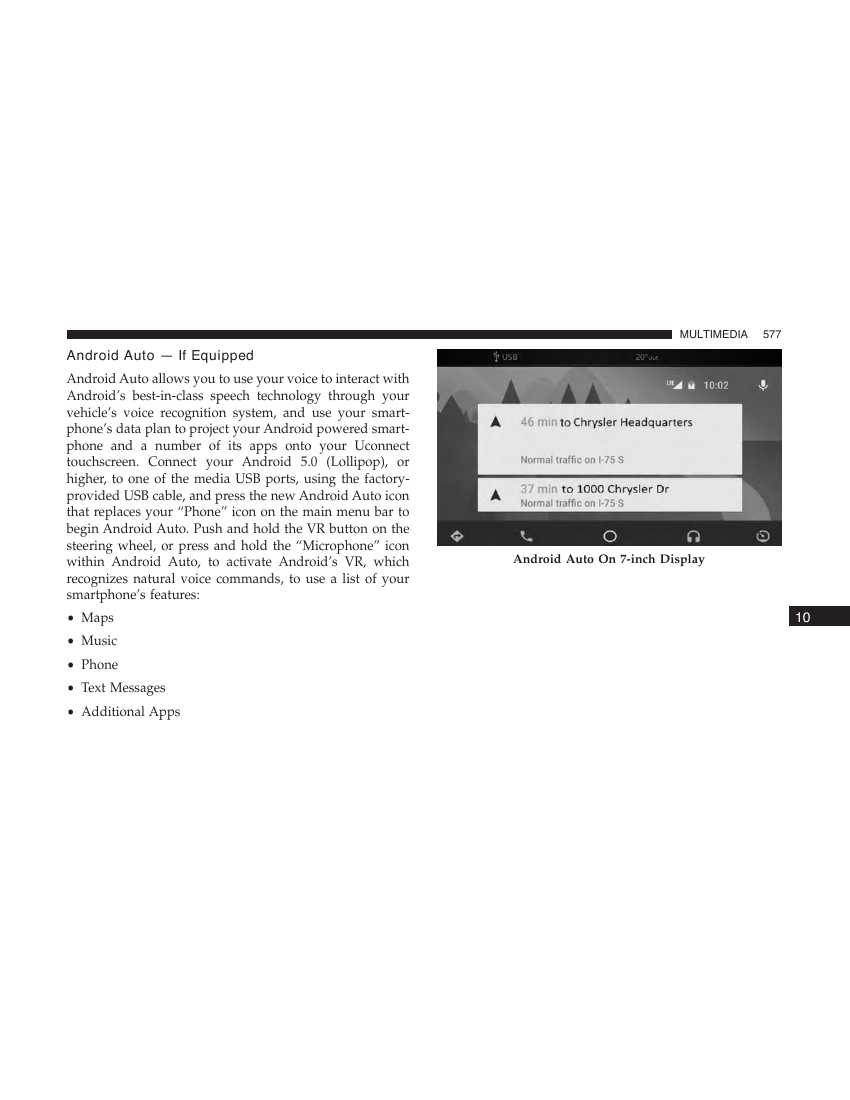 MULTIMEDIA 577
Android Auto — If Equipped
Android Auto allows you to use your voice to interact with
Android’s best-in-class speech technology through your
vehicle’s voice recognition system, and use your smart-
phone’s data plan to project your Android powered smart-
phone and a number of its apps onto your Uconnect
touchscreen. Connect your Android 5.0 (Lollipop), or
higher, to one of the media USB ports, using the factory-
provided USB cable, and press the new Android Auto icon
that replaces your “Phone” icon on the main menu bar to
begin Android Auto. Push and hold the VR button on the
steering wheel, or press and hold the “Microphone” icon
within Android Auto, to activate Android’s VR, which
recognizes natural voice commands, to use a list of your
smartphone’s features:
• Maps
• Music
• Phone
• Text Messages
• Additional Apps
USB 20° out
LTE 10:02
46 min to Chrysler Headquarters
Normal traffic on I-75 S
37 min to 1000 Chrysler Dr
Normal traffic on I-75 S
Android Auto On 7-inch Display
10